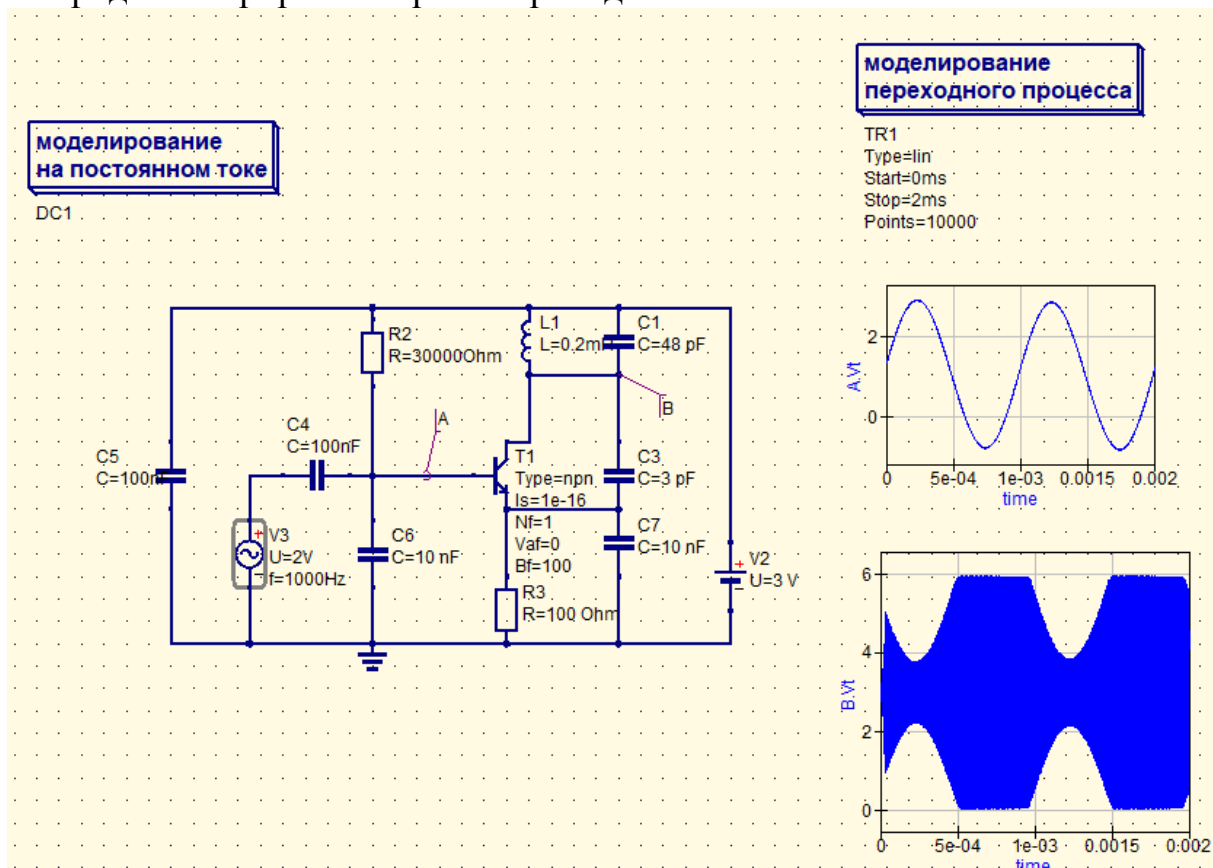 моделирование
на постоянном токе
DC1
моделирование
переходного процесса
TR1
Type=lin
Start=0ms
Stop=2ms
Points=10000
C5
C=100n
C4
C=100nF
V3
U=2V
f=1000Hz
R2
R=30000Ohm
C6
C=10 nF
A
L1
L=0.2m
C1
C=48 pF
B
T1
Type=npn
Is=1e-16
Nf=1
Vaf=0
Bf=100
C3
C=3 pF
C7
C=10 nF
R3
R=100 Ohm
V2
U=3 V
A.Vt
2
0
0 5e-04 1e-03 0.0015 0.002
time
B.Vt
6
4
2
0
0 5e-04 1e-03 0.0015 0.002
time